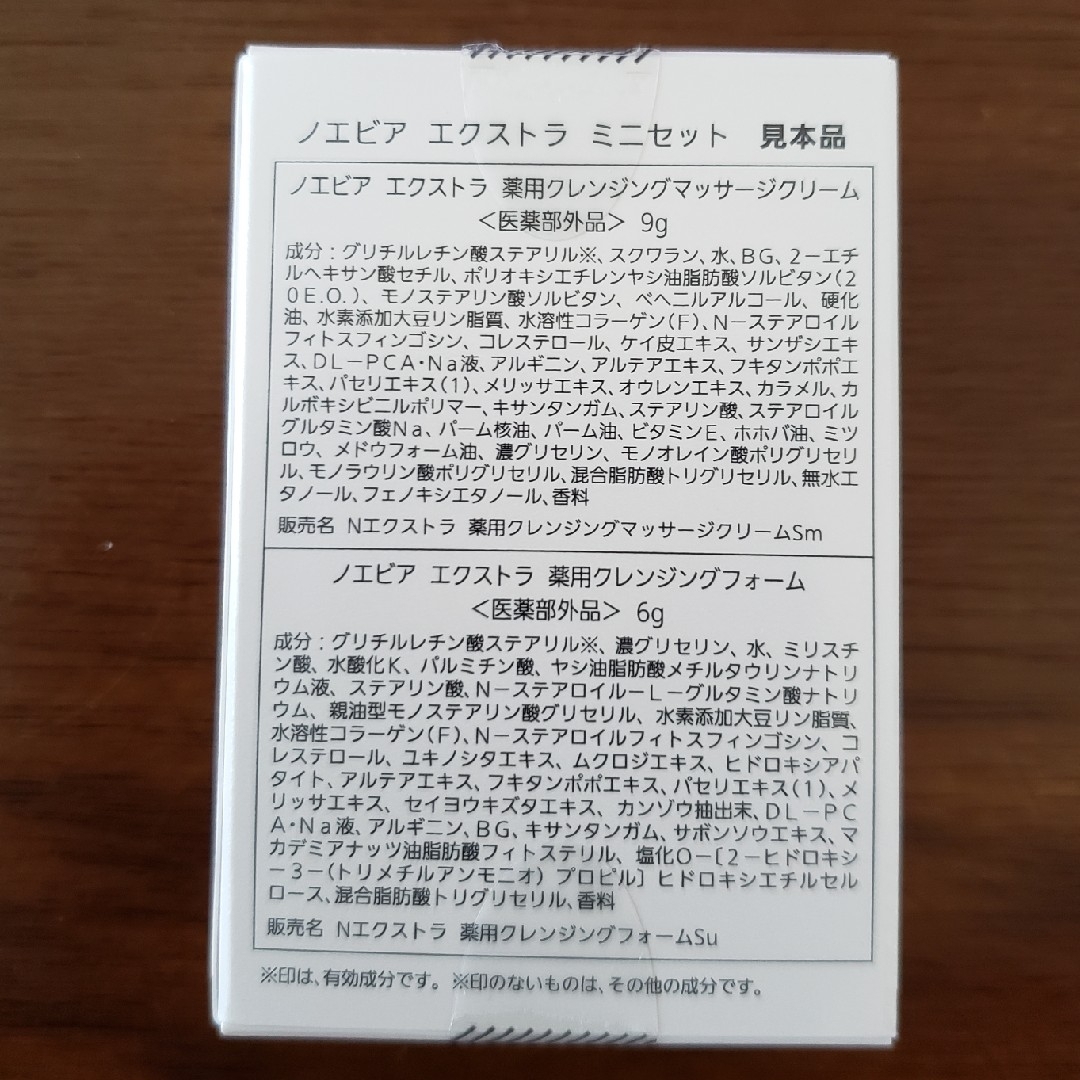 ノエビア エクストラ ミニセット 見本品
ノエビア エクストラ 薬用クレンジングマッサージクリーム
＜医薬部外品＞ 9g
成分：グリチルレチン酸ステアリル※、スクワラン、水、BG、2－エチ
ルヘキサン酸セチル、ポリオキシエチレンヤシ油脂肪酸ソルビタン（2
0E.O.）、モノステアリン酸ソルビタン、ベヘニルアルコール、硬化
油、水素添加大豆リン脂質、水溶性コラーゲン（F）、N－ステアロイル
フィトスフィンゴシン、コレステロール、ケイ皮エキス、サンザシエキ
ス、DL－PCA・Na液、アルギニン、アルテアエキス、フキタンポポエ
キス、パセリエキス（1）、メリッサエキス、オウレンエキス、カラメル、カ
ルボキシビニルポリマー、キサンタンガム、ステアリン酸、ステアロイル
グルタミン酸Na、パーム核油、パーム油、ビタミンE、ホホバ油、ミツ
ロウ、メドウフォーム油、濃グリセリン、モノオレイン酸ポリグリセリ
ル、モノラウリン酸ポリグリセリル、混合脂肪酸トリグリセリル、無水エ
タノール、フェノキシエタノール、香料
販売名 Nエクストラ 薬用クレンジングマッサージクリームSm
ノエビア エクストラ 薬用クレンジングフォーム
＜医薬部外品＞ 6g
成分：グリチルレチン酸ステアリル※、濃グリセリン、水、ミリスチ
ン酸、水酸化K、パルミチン酸、ヤシ油脂肪酸メチルタウリンナトリ
ウム液、ステアリン酸、N－ステアロイルーL－グルタミン酸ナトリ
ウム、親油型モノステアリン酸グリセリル、水素添加大豆リン脂質、
水溶性コラーゲン（F）、N－ステアロイルフィトスフィンゴシン、コ
レステロール、ユキノシタエキス、ムクロジエキス、ヒドロキシアパ
タイト、アルテアエキス、フキタンポポエキス、パセリエキス（1）、メ
リッサエキス、セイヨウキズタエキス、カンゾウ抽出末、DL－PC
A・Na液、アルギニン、BG、キサンタンガム、サボンソウエキス、マ
カデミアナッツ油脂肪酸フィトステリル、塩化O－〔2－ヒドロキシ
－3－（トリメチルアンモニオ）プロピル〕ヒドロキシエチルセル
ロース、混合脂肪酸トリグリセリル、香料
販売名 Nエクストラ 薬用クレンジングフォームSu
※印は、有効成分です。※印のないものは、その他の成分です。